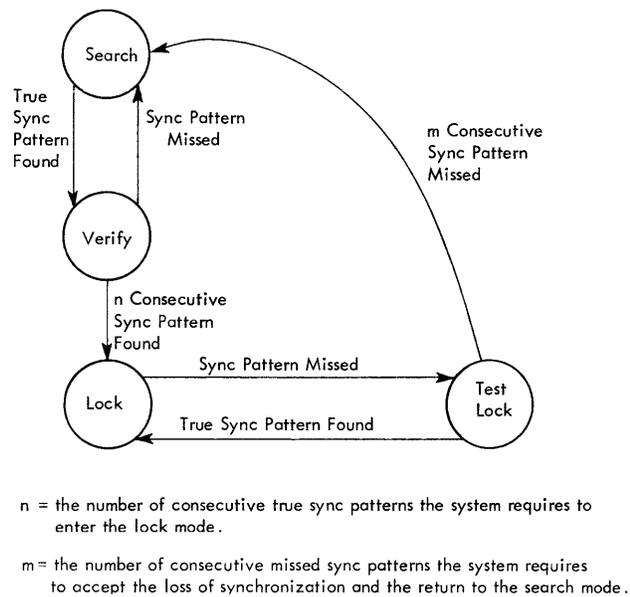 Search
True
Sync
Pattern
Found
Sync Pattern
Missed
m Consecutive
Sync Pattern
Missed
Verify
n Consecutive
Sync Pattern
Found
Sync Pattern Missed
Lock
Test
Lock
True Sync Pattern Found
n = the number of consecutive true sync patterns the system requires to
enter the lock mode.
m = the number of consecutive missed sync patterns the system requires
to accept the loss of synchronization and the return to the search mode.